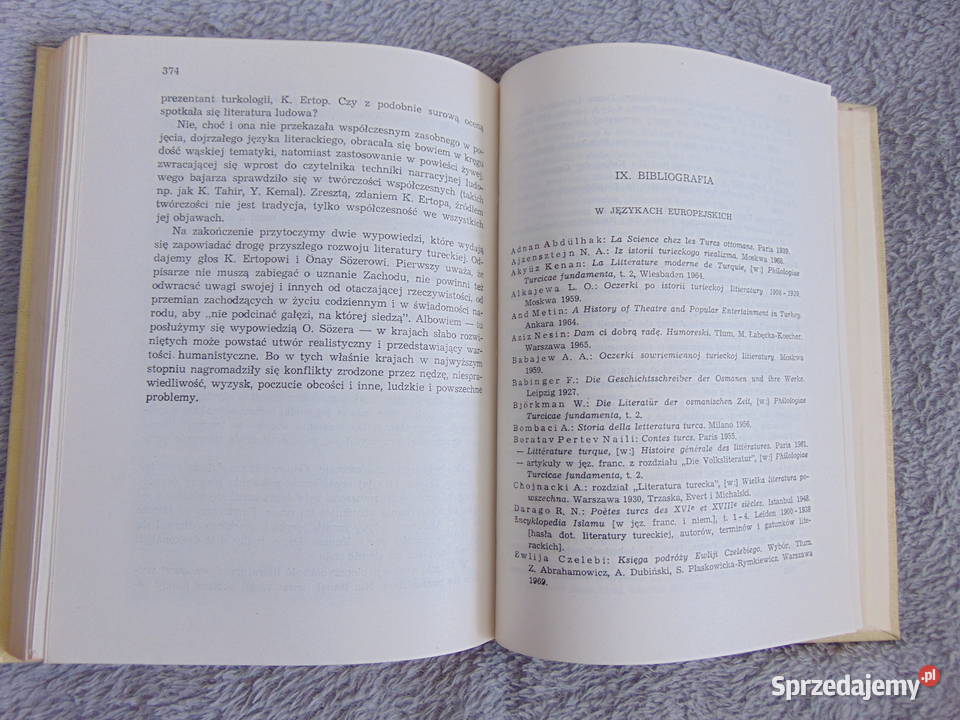 374
prezentant turkologii, K. Ertop. Czy z podobnie surową oceną
spotkała się literatura ludowa?
Nie, choć i ona nie przekazała współczesnym zasobnego w po-
jęcia, dojrzałego języka literackiego, obracała się bowiem w kręgu
dość wąskiej tematyki, natomiast zastosowanie w powieści żywej,
zwracającej się wprost do czytelnika techniki narracyjnej ludo-
wego bajarza sprawdziło się w twórczości współczesnych (takich
np. jak K. Tahir, Y. Kemal). Zresztą, zdaniem K. Ertopa, źródłem
twórczości nie jest tradycja, tylko współczesność we wszystkich
jej objawach.
Na zakończenie przytoczymy dwie wypowiedzi, które wydają
się zapowiadać drogę przyszłego rozwoju literatury tureckiej. Od-
dajemy głos K. Ertopowi i Onay Sözerowi. Pierwszy uważa, że
pisarze nie muszą zabiegać o uznanie Zachodu, nie powinni też
odwracać uwagi swojej i innych od otaczającej rzeczywistości, od
przemian zachodzących w życiu codziennym i w świadomości na-
rodu, aby „nie podcinać gałęzi, na której siedzą”. Albowiem — tu
posłużymy się wypowiedzią O. Sözera — w krajach słabo rozwi-
niętych może powstać utwór realistyczny i przedstawiający war-
tości humanistyczne. Bo w tych właśnie krajach w najwyższym
stopniu nagromadziły się konflikty zrodzone przez nędzę, niespra-
wiedliwość, wyzysk, poczucie obcości i inne, ludzkie i powszechne
problemy.
IX. BIBLIOGRAFIA
W JĘZYKACH EUROPEJSKICH
Adnan Abdülhak: La Science chez les Turcs ottomans. Paris 1939.
Ajzensztejn N. A.: Iz istorii turieckogo riealizma. Moskwa 1968.
Akyüz Kenan: La Littérature moderne de Turquie, [w:] Philologiae
Turcicae fundamenta, t. 2, Wiesbaden 1964.
Alkajewa L. O.: Oczerki po istorii turieckoj litieratury 1908-1939.
Moskwa 1959.
And Metin: A History of Theatre and Popular Entertainment in Turkey.
Ankara 1964.
Aziz Nesin: Dam ci dobrą radę. Humoreski. Tłum. M. Łabęcka-Koecher.
Warszawa 1965.
Babajew A. A.: Oczerki sowriemiennoj turieckoj litieratury. Moskwa
1959.
Babinger F.: Die Geschichtsschreiber der Osmanen und ihre Werke.
Leipzig 1927.
Björkman W.: Die Literatür der osmanischen Zeit, [w:] Philologiae
Turcicae fundamenta, t. 2.
Bombaci A.: Storia della letteratura turca. Milano 1956.
Boratav Pertev Naili: Contes turcs. Paris 1955.
— Littérature turque, [w:] Histoire générale des littératures. Paris 1961.
— artykuły w jęz. franc. z rozdziału „Die Volksliteratur”, [w:] Philologiae
Turcicae fundamenta, t. 2.
Chojnacki A.: rozdział „Literatura turecka”, [w:] Wielka literatura po-
wszechna. Warszawa 1930, Trzaska, Evert i Michalski.
Darago R. N.: Poètes turcs des XVIe et XVIIIe siècles. Istanbul 1948.
Encyklopedia Islamu [w jęz. franc. i niem.], t. 1-4. Leiden 1900-1938
[hasła dot. literatury tureckiej, autorów, terminów i gatunków lite-
rackich].
Ewlija Czelebi: Księga podróży Ewliji Czelebiego. Wybór. Tłum.
Z. Abrahamowicz, A. Dubiński, S. Płaskowicka-Rymkiewicz. Warszawa
1969.
Sprzedajemy.pl